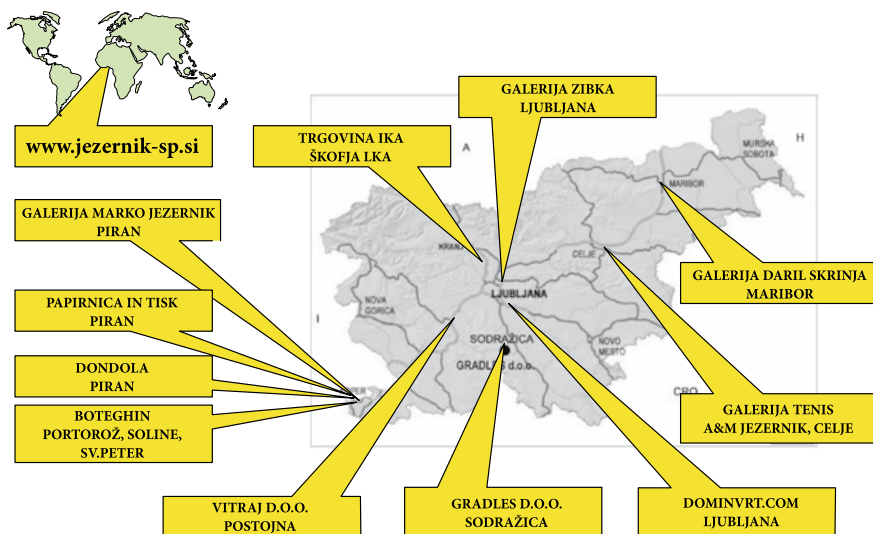 www.jezernik-sp.si
GALERIJA ZIBKA
LJUBLJANA
TRGOVINA IKA
ŠKOFJA LKA
A
H
MURSKA
SOBOTA
MARIBOR
GALERIJA MARKO JEZERNIK
PIRAN
KRANJ
CELJE
GALERIJA DARIL SKRINJA
MARIBOR
LJUBLJANA
PAPIRNICA IN TISK
PIRAN
NOVA
GORICA
I
SODRAŽICA
GRADLES d.o.o.
NOVO
MESTO
DONDOLA
PIRAN
CRO
BOTEGHIN
PORTOROŽ, SOLINE,
SV.PETER
GALERIJA TENIS
A&M JEZERNIK, CELJE
VITRAJ D.O.O.
POSTOJNA
GRADLES D.O.O.
SODRAŽICA
DOMINVRT.COM
LJUBLJANA